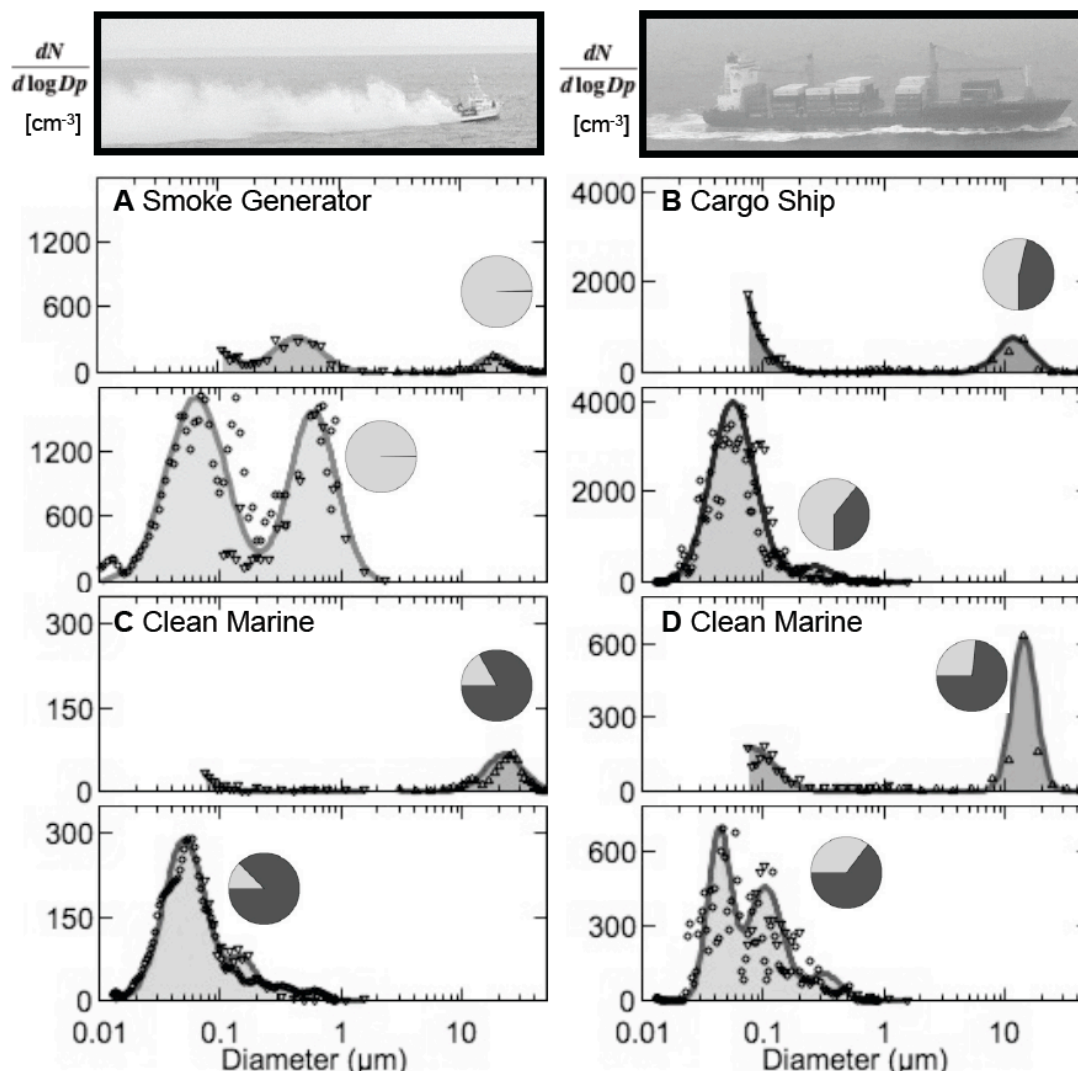 dN
d log Dp
[cm-3]
dN
d log Dp
[cm-3]
A Smoke Generator
1200
600
0
B Cargo Ship
4000
2000
0
1200
600
0
4000
2000
0
C Clean Marine
300
150
0
D Clean Marine
600
300
0
300
150
0
600
300
0
0.01 0.1 1 10
Diameter (µm)
0.01 0.1 1 10
Diameter (µm)